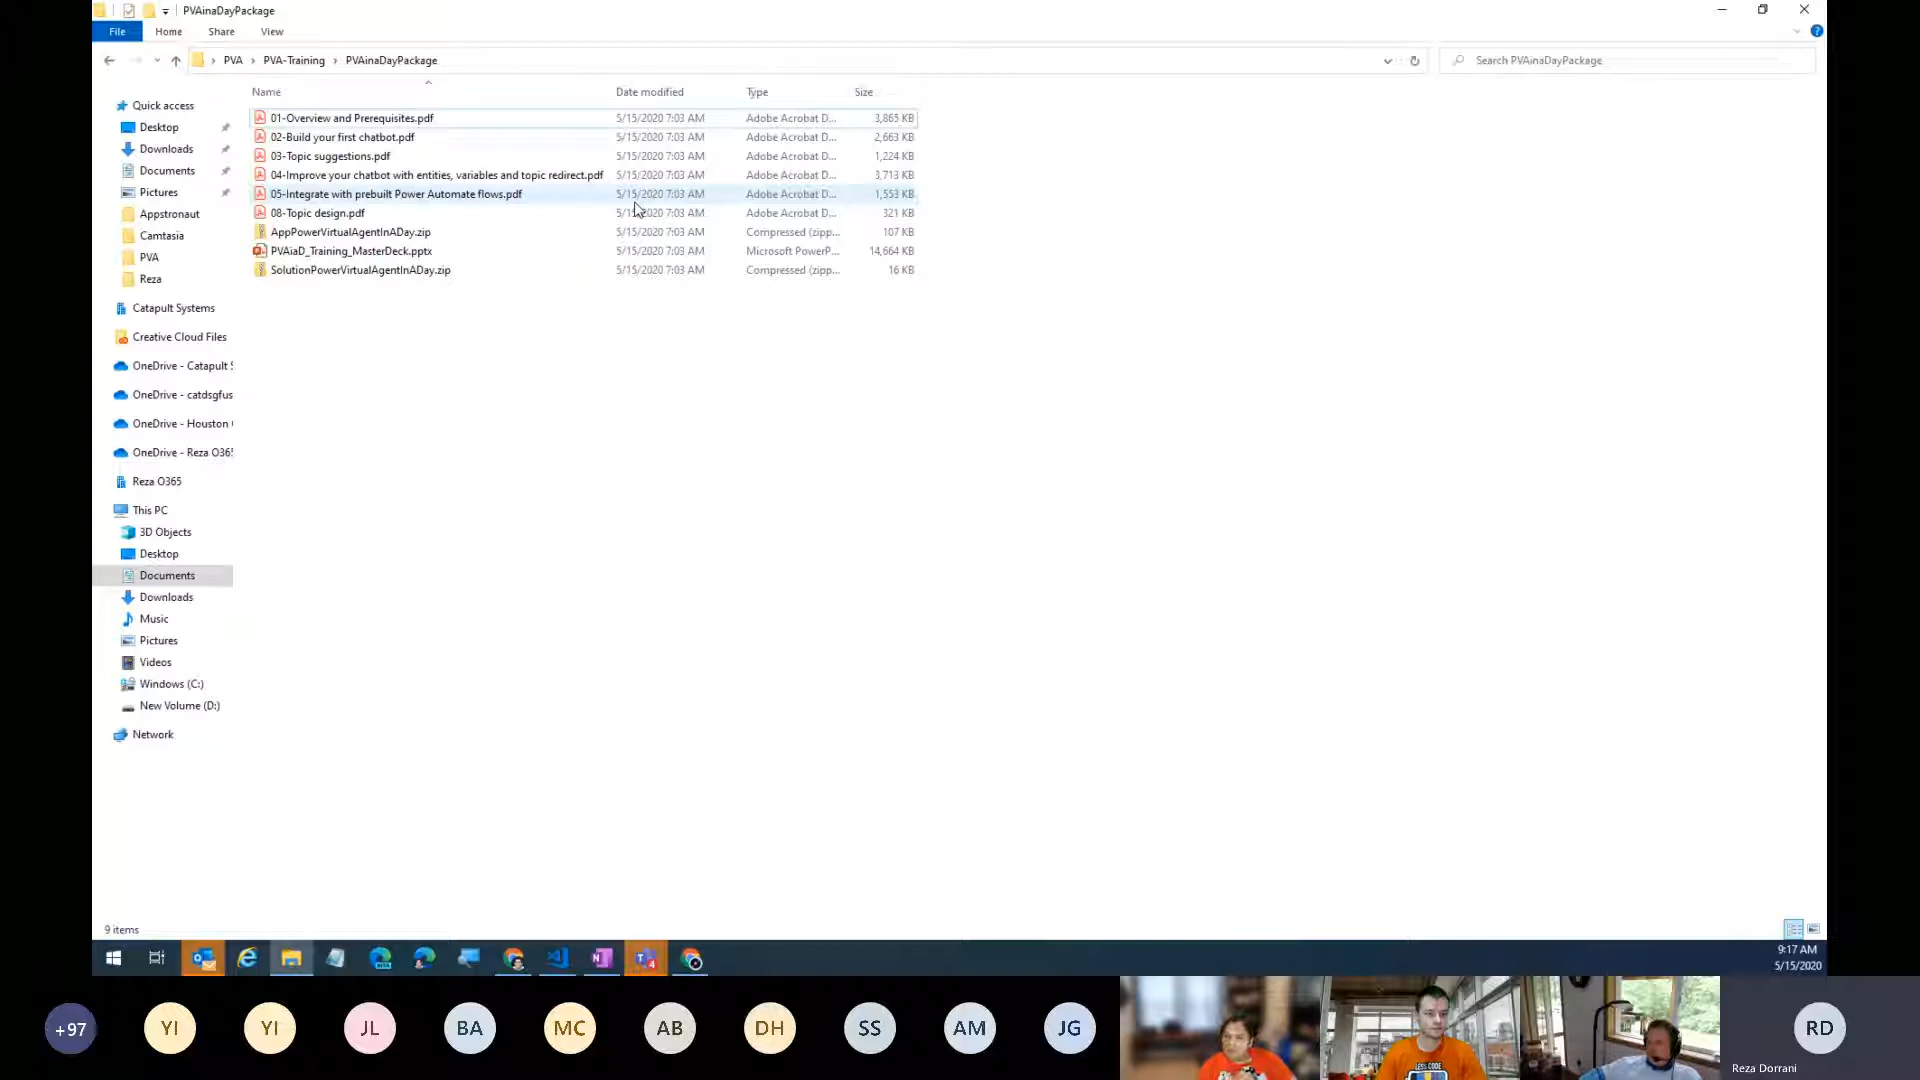 PVAinaDayPackage
File Home Share View
PVA > PVA-Training > PVAinaDayPackage
Search PVAinaDayPackage
Name Date modified Type Size
01-Overview and Prerequisites.pdf 5/15/2020 7:03 AM Adobe Acrobat D... 3,865 KB
02-Build your first chatbot.pdf 5/15/2020 7:03 AM Adobe Acrobat D... 2,663 KB
03-Topic suggestions.pdf 5/15/2020 7:03 AM Adobe Acrobat D... 1,224 KB
04-Improve your chatbot with entities, variables and topic redirect.pdf 5/15/2020 7:03 AM Adobe Acrobat D... 3,713 KB
05-Integrate with prebuilt Power Automate flows.pdf 5/15/2020 7:03 AM Adobe Acrobat D... 1,553 KB
08-Topic design.pdf 5/15/2020 7:03 AM Adobe Acrobat D... 321 KB
AppPowerVirtualAgentInADay.zip 5/15/2020 7:03 AM Compressed (zipp... 107 KB
PVAiaD_Training_MasterDeck.pptx 5/15/2020 7:03 AM Microsoft PowerP... 14,664 KB
SolutionPowerVirtualAgentInADay.zip 5/15/2020 7:03 AM Compressed (zipp... 16 KB
Quick access
Desktop
Downloads
Documents
Pictures
Appstronaut
Camtasia
PVA
Reza
Catapult Systems
Creative Cloud Files
OneDrive - Catapult S
OneDrive - catdsgfus
OneDrive - Houston
OneDrive - Reza O365
Reza O365
This PC
3D Objects
Desktop
Documents
Downloads
Music
Pictures
Videos
Windows (C:)
New Volume (D:)
Network
9 items
9:17 AM
5/15/2020
+97 YI YI JL BA MC AB DH SS AM JG RD
LESS CODE
Reza Dorrani